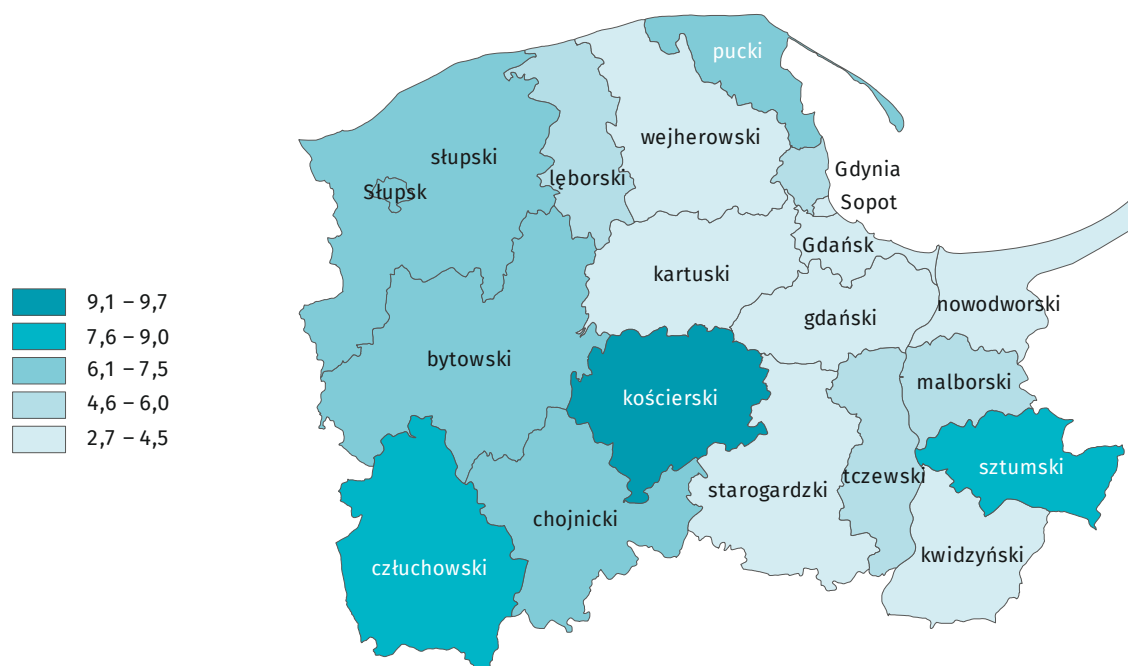 pucki
wejherowski
słupski
Gdynia
lęborski
Słupsk
Sopot
Gdańsk
kartuski
9,1 – 9,7
nowodworski
gdański
7,6 – 9,0
6,1 – 7,5
bytowski
malborski
kościerski
4,6 – 6,0
2,7 – 4,5
sztumski
tczewski
starogardzki
chojnicki
kwidzyński
człuchowski